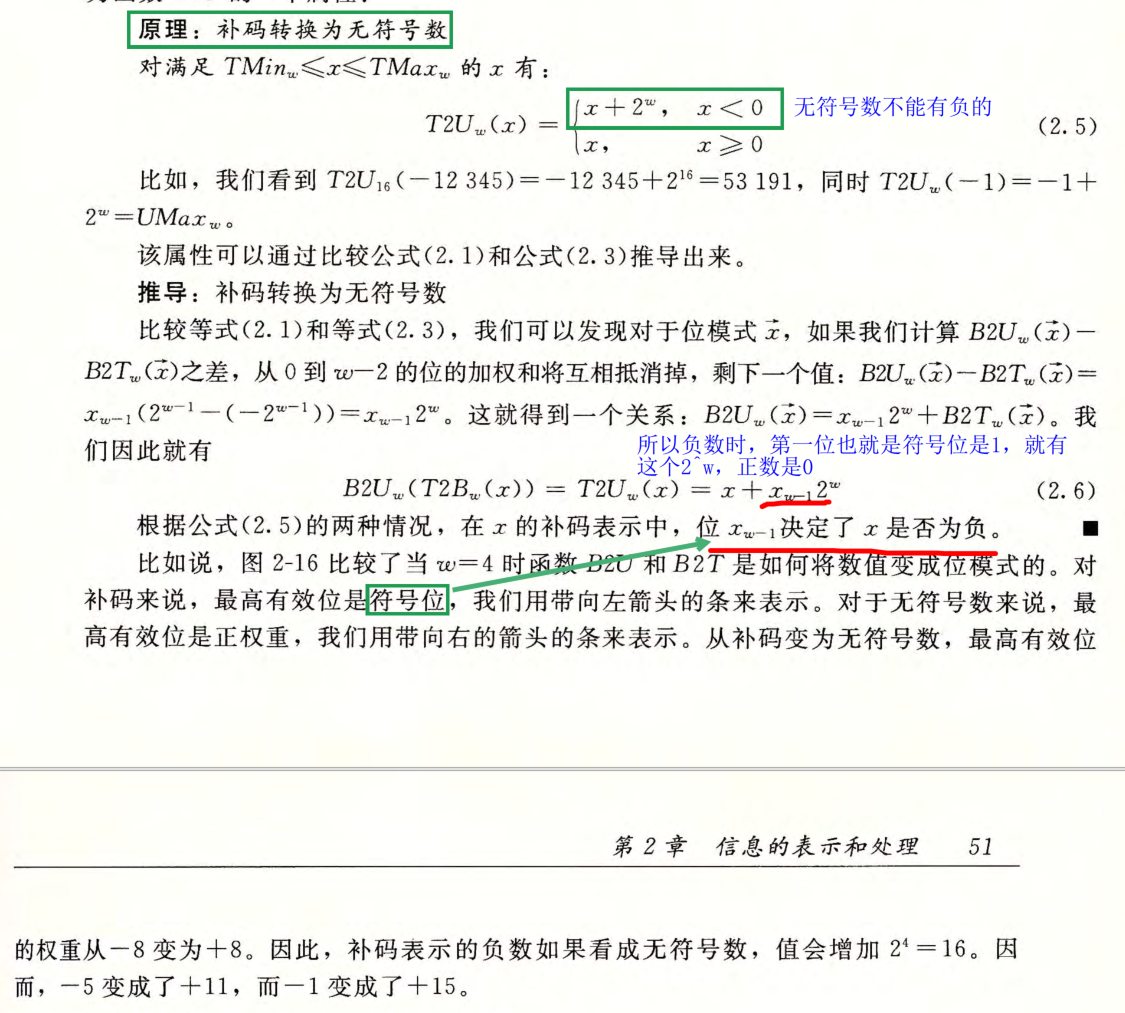 原理：补码转换为无符号数
对满足 TMin_w≤x≤TMax_w 的 x 有：
T2U_w(x) = {x+2^w, x<0 无符号数不能有负的
x, x≥0 (2.5)
比如，我们看到 T2U_16(-12 345)=-12 345+2^16=53 191，同时 T2U_w(-1)=-1+
2^w=UMax_w。
该属性可以通过比较公式(2.1)和公式(2.3)推导出来。
推导：补码转换为无符号数
比较等式(2.1)和等式(2.3)，我们可以发现对于位模式 x⃗，如果我们计算 B2U_w(x⃗)-
B2T_w(x⃗)之差，从 0 到 w-2 的位的加权和将互相抵消掉，剩下一个值：B2U_w(x⃗)-B2T_w(x⃗)=
x_{w-1}(2^{w-1}-(-2^{w-1}))=x_{w-1}2^w。这就得到一个关系：B2U_w(x⃗)=x_{w-1}2^w+B2T_w(x⃗)。我
们因此就有
所以负数时，第一位也就是符号位是1，就有
这个2^w，正数是0
B2U_w(T2B_w(x)) = T2U_w(x) = x+x_{w-1}2^w (2.6)
根据公式(2.5)的两种情况，在 x 的补码表示中，位 x_{w-1}决定了 x 是否为负。 ■
比如说，图 2-16 比较了当 w=4 时函数 B2U 和 B2T 是如何将数值变成位模式的。对
补码来说，最高有效位是符号位，我们用带向左箭头的条来表示。对于无符号数来说，最
高有效位是正权重，我们用带向右的箭头的条来表示。从补码变为无符号数，最高有效位
第 2 章 信息的表示和处理 51
的权重从-8 变为+8。因此，补码表示的负数如果看成无符号数，值会增加 2^4=16。因
而，-5 变成了+11，而-1 变成了+15。